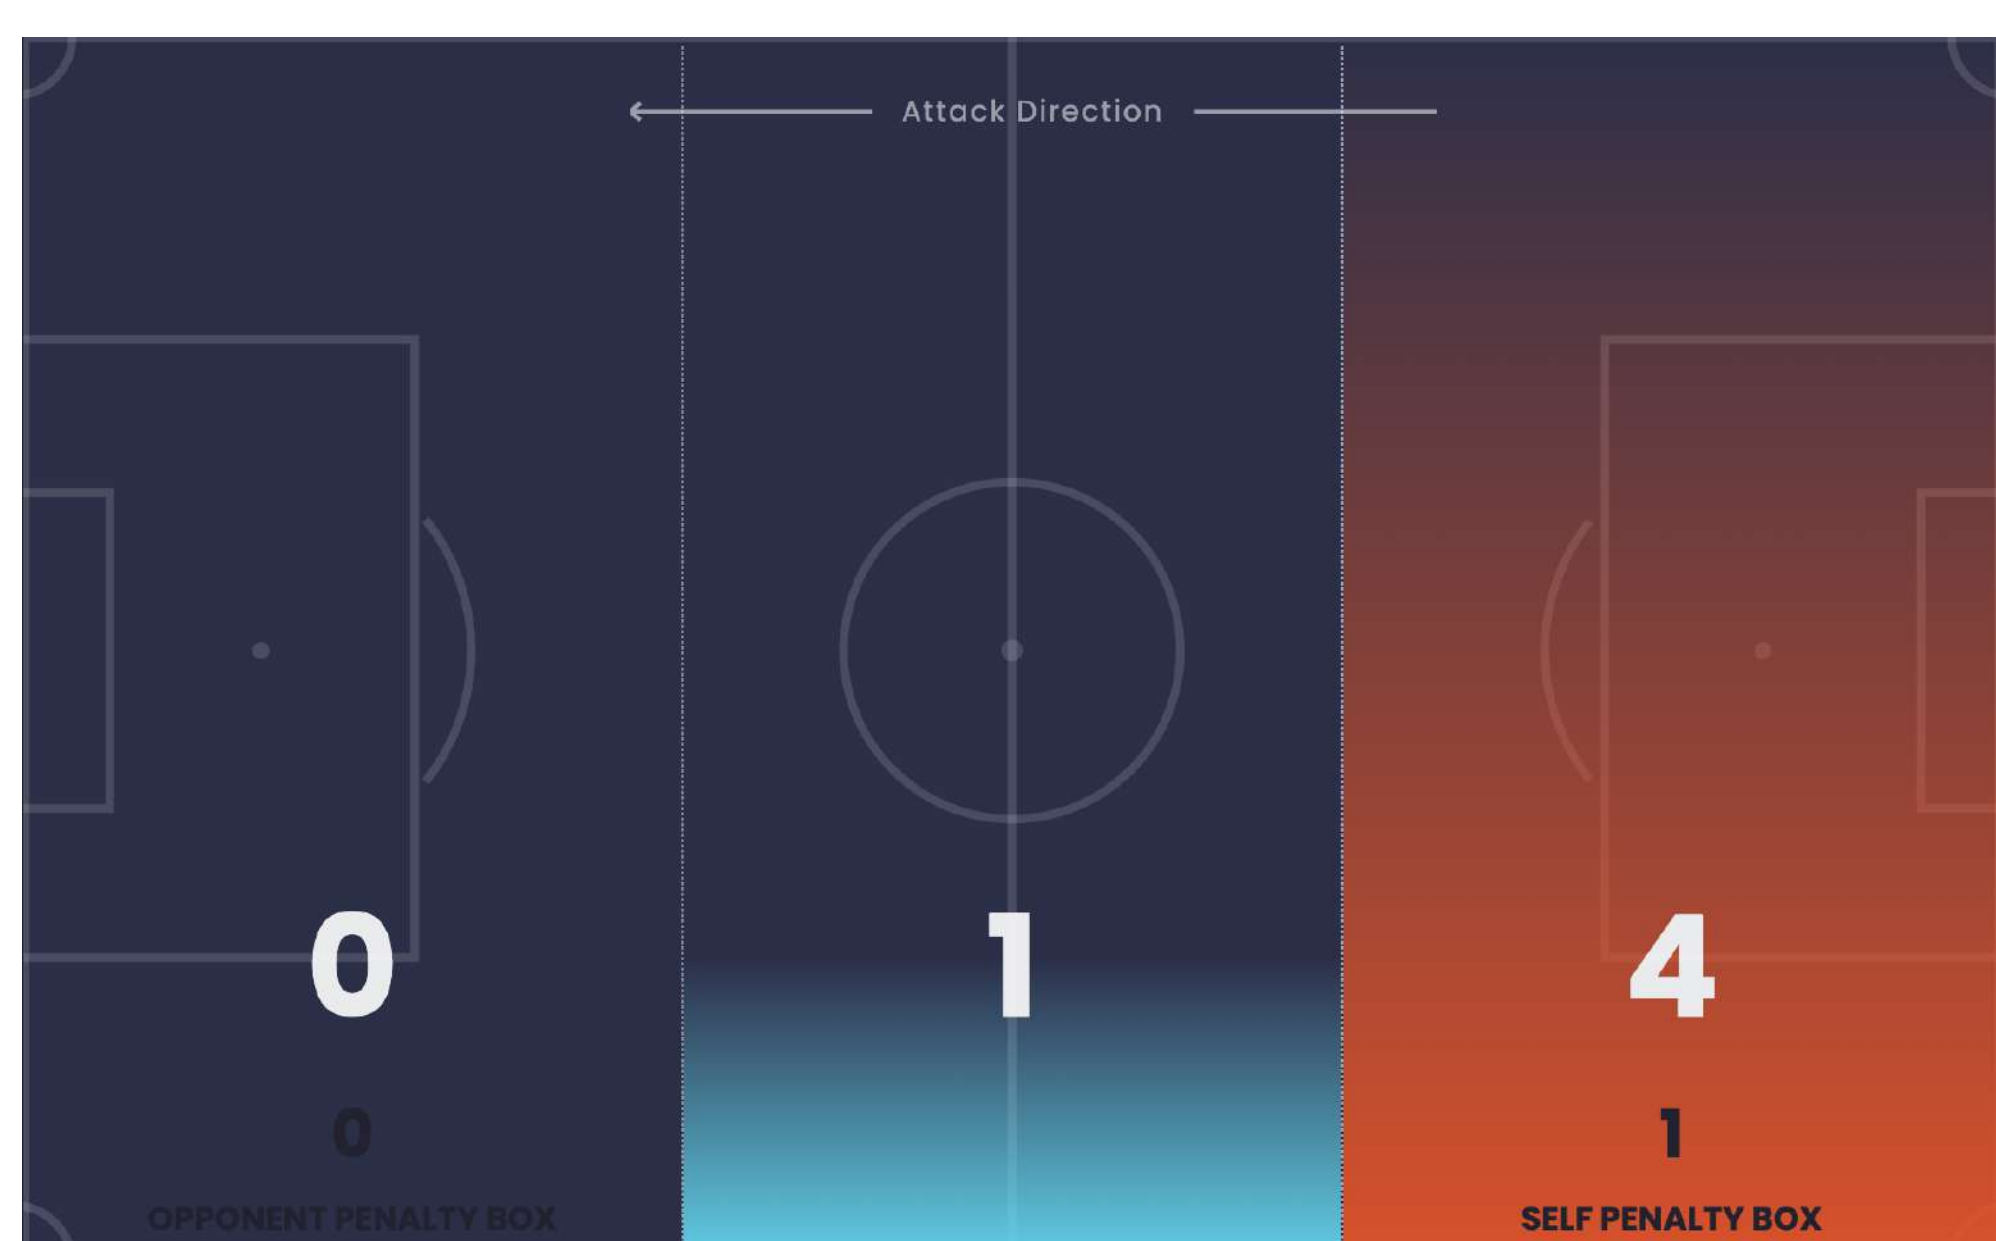 Attack Direction
0 1 4
0 1
OPPONENT PENALTY BOX SELF PENALTY BOX